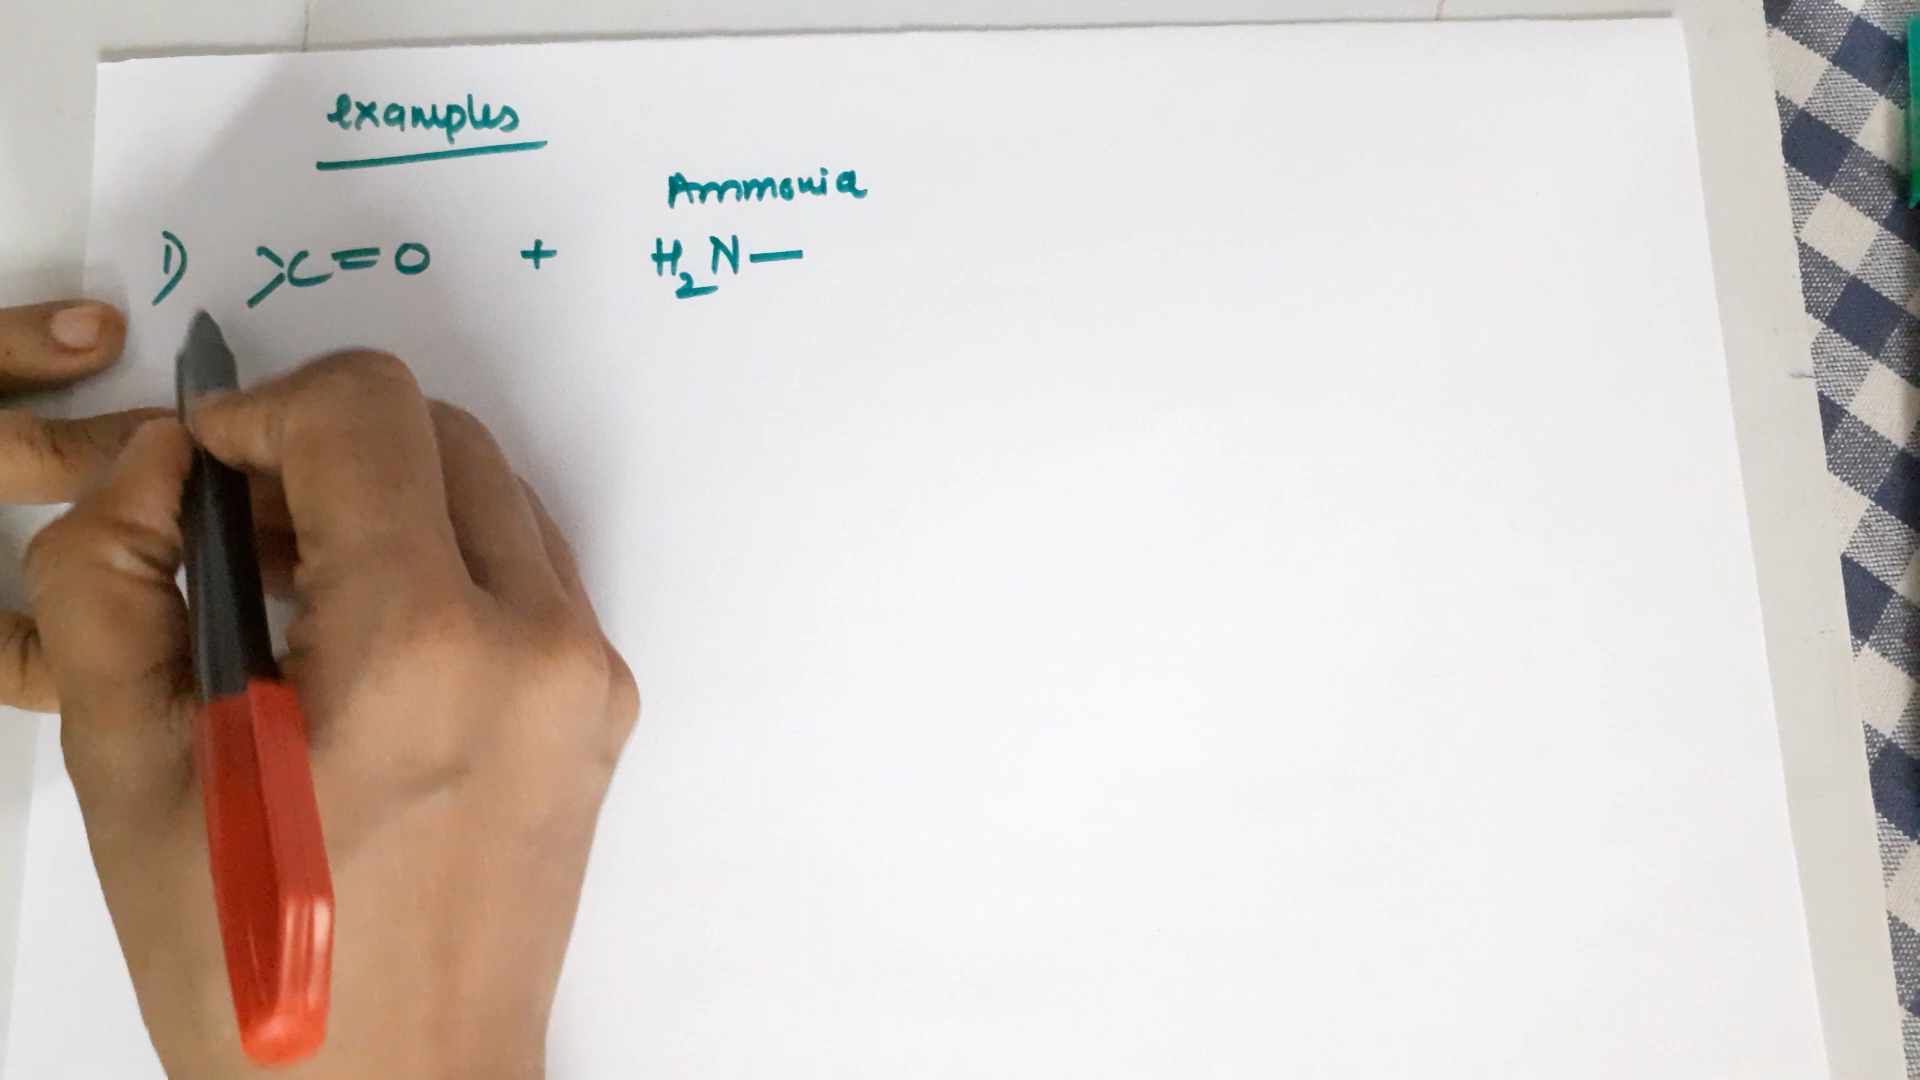 examples
Ammonia
1) >C=O + H₂N—